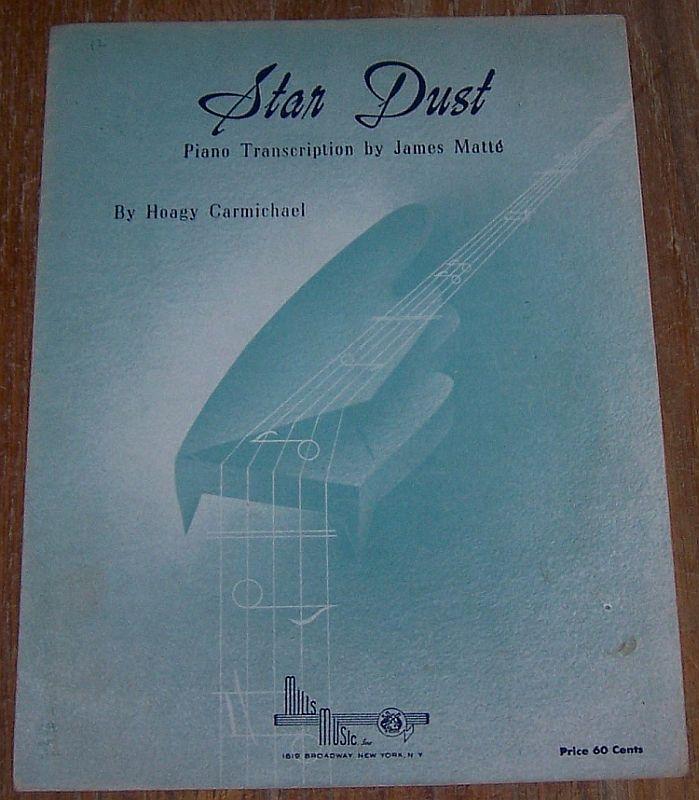 12
Star Dust
Piano Transcription by James Matté
By Hoagy Carmichael
Mills
Music, Inc
1619 BROADWAY NEW YORK, N. Y.
Price 60 Cents